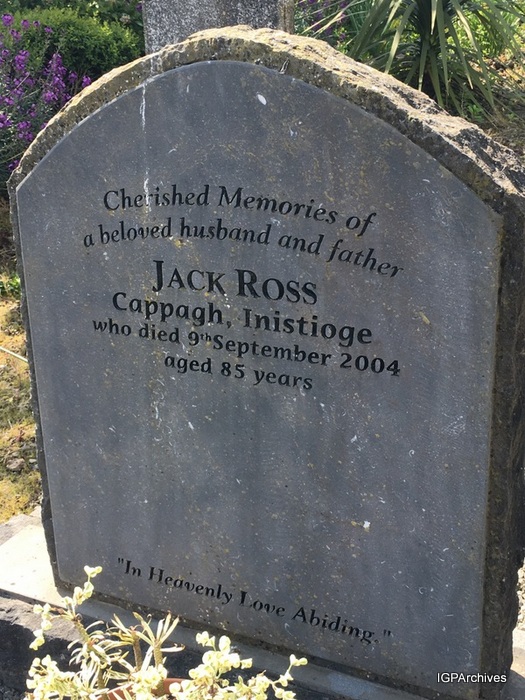 Cherished Memories of
a beloved husband and father
JACK ROSS
Cappagh, Inistioge
who died 9th September 2004
aged 85 years
"In Heavenly Love Abiding."
IGPArchives